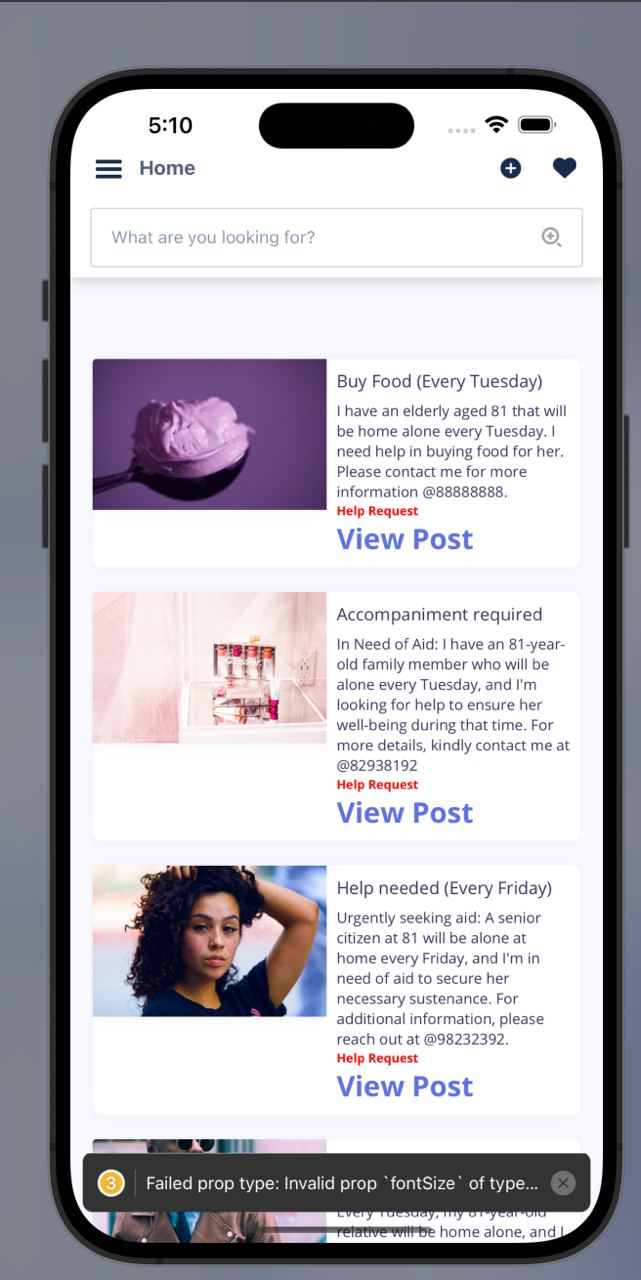 5:10
Home
What are you looking for?
Buy Food (Every Tuesday)
I have an elderly aged 81 that will
be home alone every Tuesday. I
need help in buying food for her.
Please contact me for more
information @88888888.
Help Request
View Post
Glossier.
Accompaniment required
In Need of Aid: I have an 81-year-
old family member who will be
alone every Tuesday, and I'm
looking for help to ensure her
well-being during that time. For
more details, kindly contact me at
@82938192
Help Request
View Post
Help needed (Every Friday)
Urgently seeking aid: A senior
citizen at 81 will be alone at
home every Friday, and I'm in
need of aid to secure her
necessary sustenance. For
additional information, please
reach out at @98232392.
Help Request
View Post
3 Failed prop type: Invalid prop `fontSize` of type...
Every Tuesday, my 81-year-old
relative will be home alone, and I